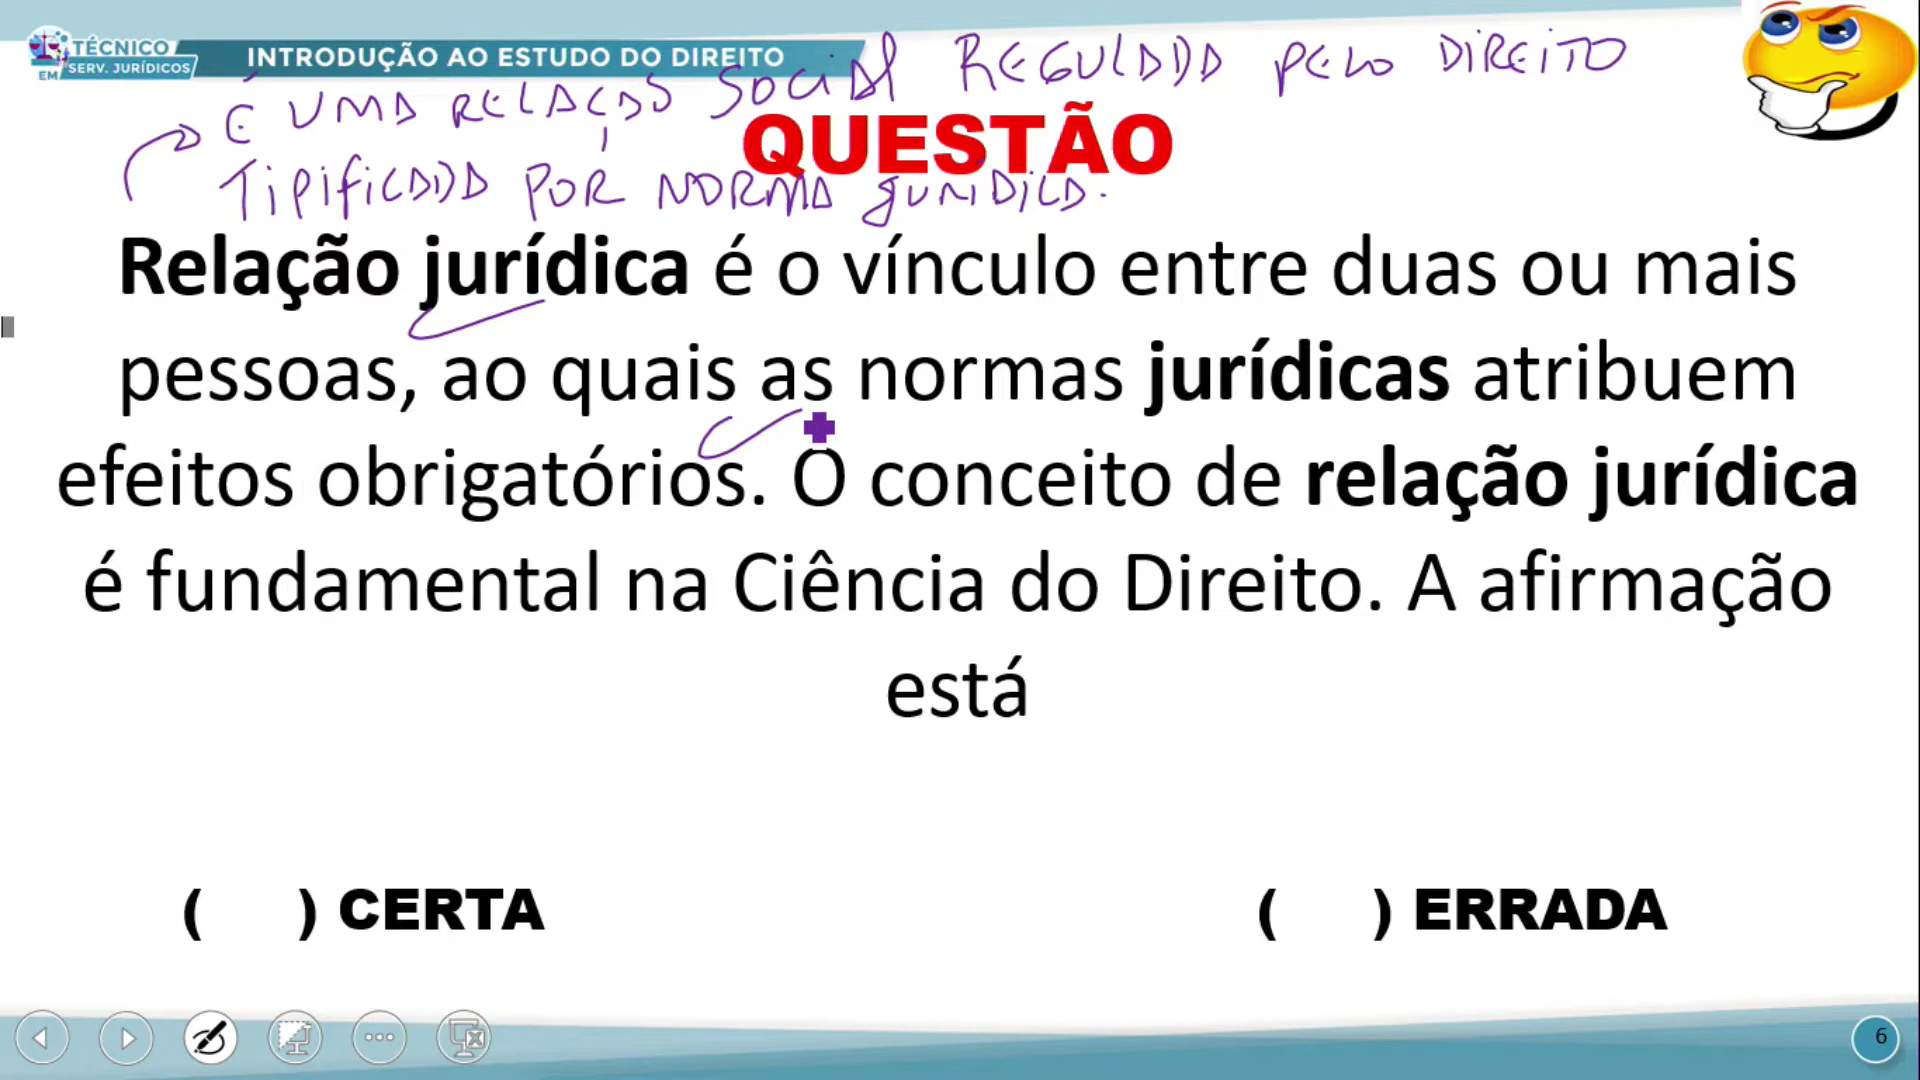 TÉCNICO
EM SERV. JURÍDICOS
INTRODUÇÃO AO ESTUDO DO DIREITO
É UMA RELAÇÃO SOCIAL REGULADA PELO DIREITO
QUESTÃO
TIPIFICADA POR NORMA JURIDICA.
Relação jurídica é o vínculo entre duas ou mais
pessoas, ao quais as normas jurídicas atribuem
efeitos obrigatórios. O conceito de relação jurídica
é fundamental na Ciência do Direito. A afirmação
está
( ) CERTA
( ) ERRADA
6